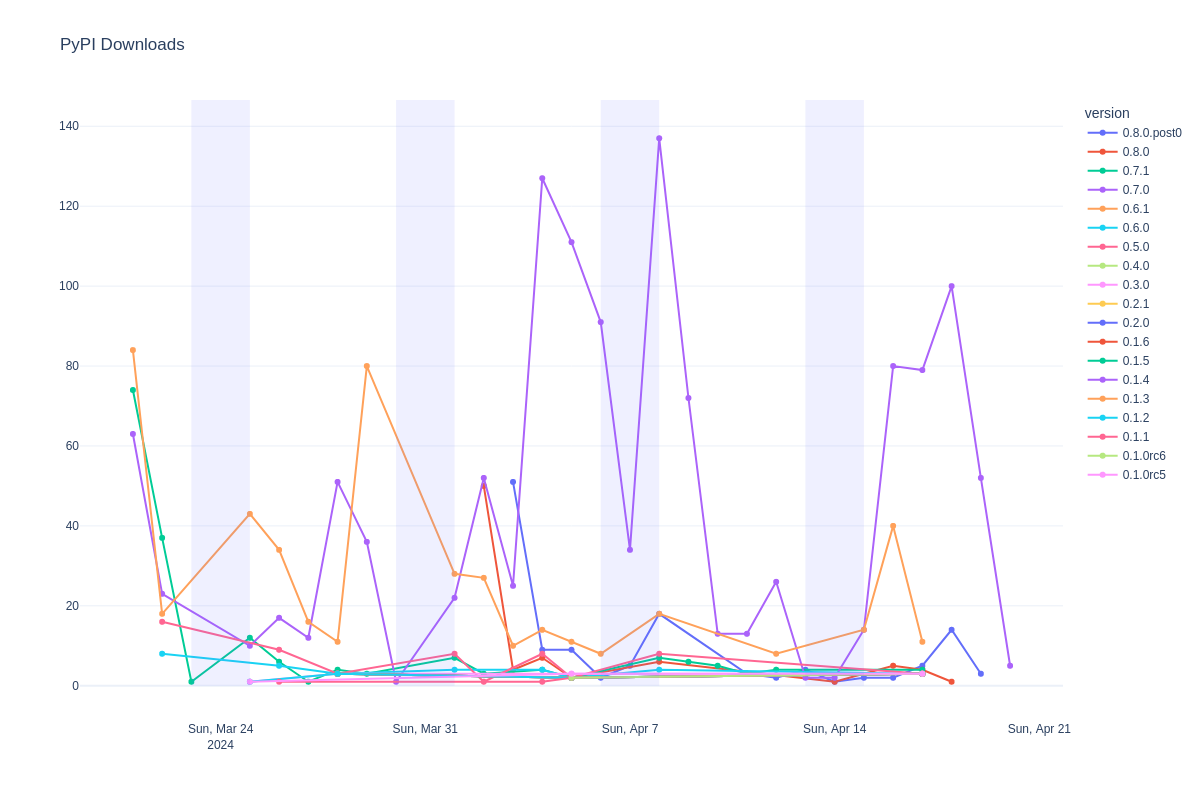 PyPI Downloads
140
120
100
80
60
40
20
0
Sun, Mar 24
2024
Sun, Mar 31
Sun, Apr 7
Sun, Apr 14
Sun, Apr 21
version
0.8.0.post0
0.8.0
0.7.1
0.7.0
0.6.1
0.6.0
0.5.0
0.4.0
0.3.0
0.2.1
0.2.0
0.1.6
0.1.5
0.1.4
0.1.3
0.1.2
0.1.1
0.1.0rc6
0.1.0rc5